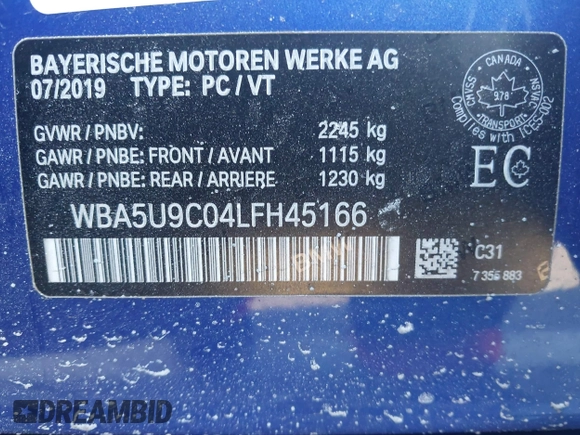 BAYERISCHE MOTOREN WERKE AG
07/2019 TYPE: PC / VT
GVWR / PNBV: 2245 kg
GAWR / PNBE: FRONT / AVANT 1115 kg
GAWR / PNBE: REAR / ARRIERE 1230 kg
WBA5U9C04LFH45166
CANADA
CMVSS
NSVAC
978
TRANSPORT
Complies with / ICES-002
EC
C31
7 355 883
BMW
DREAMBID